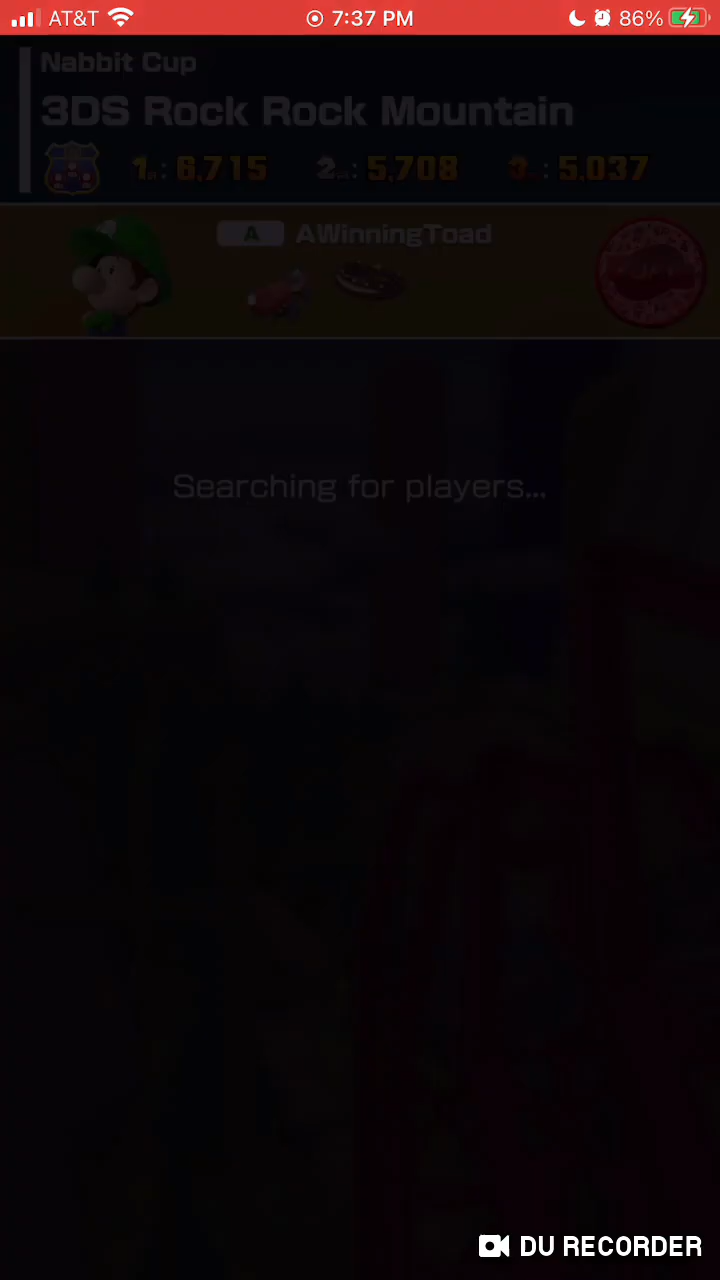 AT&T 7:37 PM 86%
Nabbit Cup
3DS Rock Rock Mountain
1st: 6,715 2nd: 5,708 3rd: 5,037
A AWinningToad
Searching for players...
DU RECORDER